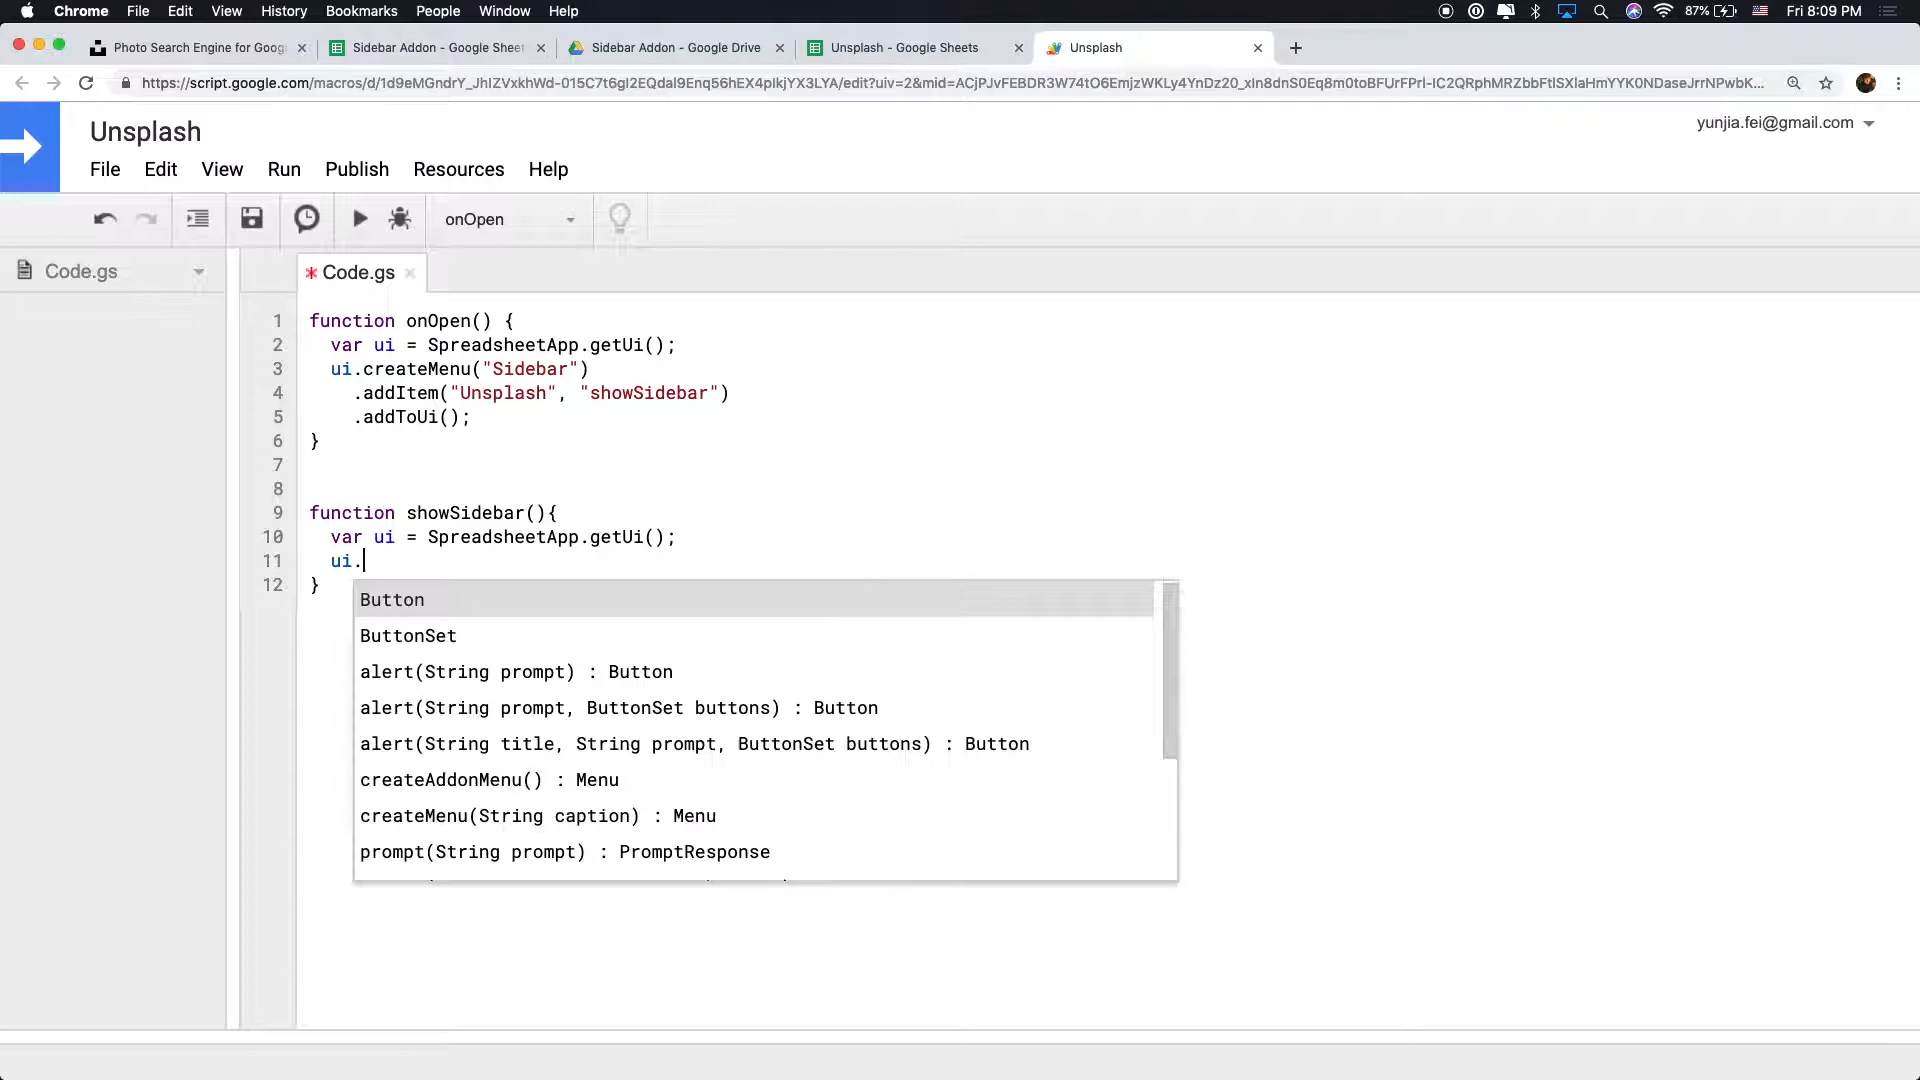 Chrome File Edit View History Bookmarks People Window Help 87% Fri 8:09 PM
Photo Search Engine for Goog Sidebar Addon - Google Sheet Sidebar Addon - Google Drive Unsplash - Google Sheets Unsplash
Unsplash
yunjia.fei@gmail.com
File Edit View Run Publish Resources Help
onOpen
Code.gs
* Code.gs
1 function onOpen() {
2 var ui = SpreadsheetApp.getUi();
3 ui.createMenu("Sidebar")
4 .addItem("Unsplash", "showSidebar")
5 .addToUi();
6 }
7
8
9 function showSidebar(){
10 var ui = SpreadsheetApp.getUi();
11 ui.
12 }
Button
ButtonSet
alert(String prompt) : Button
alert(String prompt, ButtonSet buttons) : Button
alert(String title, String prompt, ButtonSet buttons) : Button
createAddonMenu() : Menu
createMenu(String caption) : Menu
prompt(String prompt) : PromptResponse